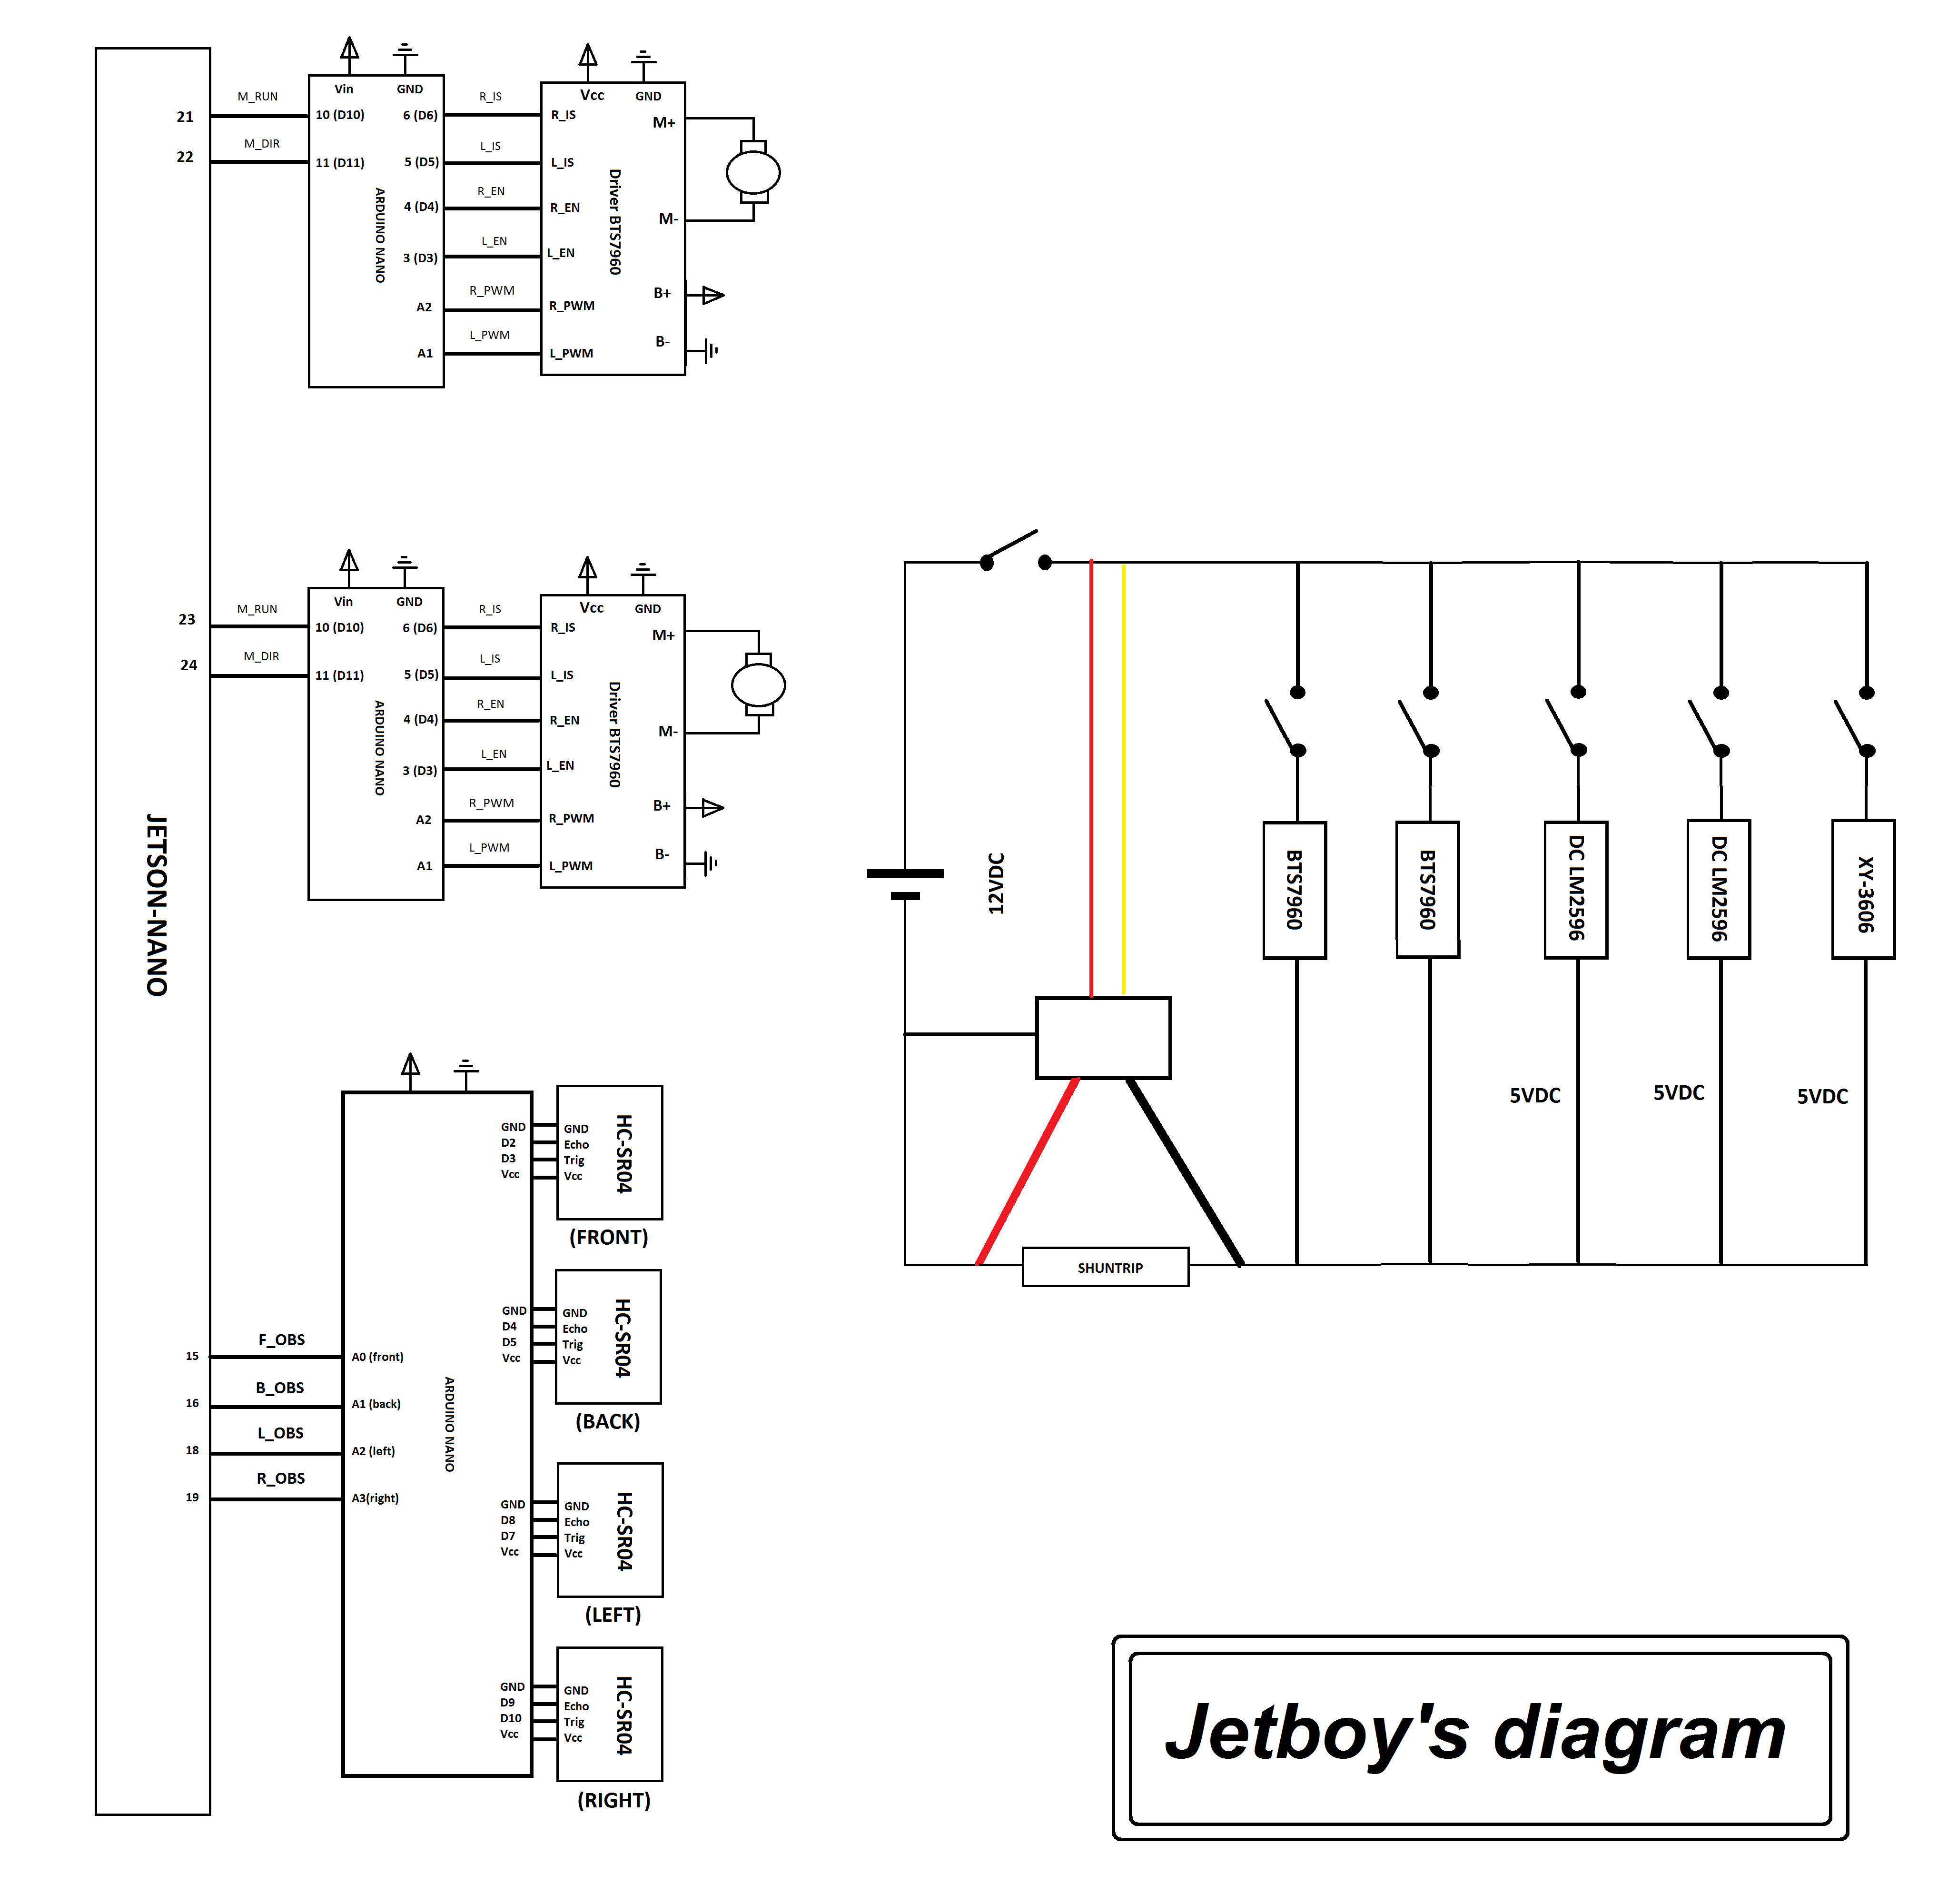 JETSON-NANO
21
22
M_RUN
M_DIR
Vin
GND
10 (D10)
11 (D11)
6 (D6)
5 (D5)
4 (D4)
3 (D3)
A2
A1
ARDUINO NANO
R_IS
L_IS
R_EN
L_EN
R_PWM
L_PWM
Vcc
GND
R_IS
L_IS
R_EN
L_EN
R_PWM
L_PWM
Driver BTS7960
M+
M-
B+
B-
23
24
M_RUN
M_DIR
Vin
GND
10 (D10)
11 (D11)
6 (D6)
5 (D5)
4 (D4)
3 (D3)
A2
A1
ARDUINO NANO
R_IS
L_IS
R_EN
L_EN
R_PWM
L_PWM
Vcc
GND
R_IS
L_IS
R_EN
L_EN
R_PWM
L_PWM
Driver BTS7960
M+
M-
B+
B-
15
16
18
19
F_OBS
B_OBS
L_OBS
R_OBS
A0 (front)
A1 (back)
A2 (left)
A3(right)
ARDUINO NANO
GND
D2
D3
Vcc
GND
Echo
Trig
Vcc
HC-SR04
(FRONT)
GND
D4
D5
Vcc
GND
Echo
Trig
Vcc
HC-SR04
(BACK)
GND
D8
D7
Vcc
GND
Echo
Trig
Vcc
HC-SR04
(LEFT)
GND
D9
D10
Vcc
GND
Echo
Trig
Vcc
HC-SR04
(RIGHT)
12VDC
BTS7960
BTS7960
DC LM2596
DC LM2596
XY-3606
5VDC
5VDC
5VDC
SHUNTRIP
Jetboy's diagram